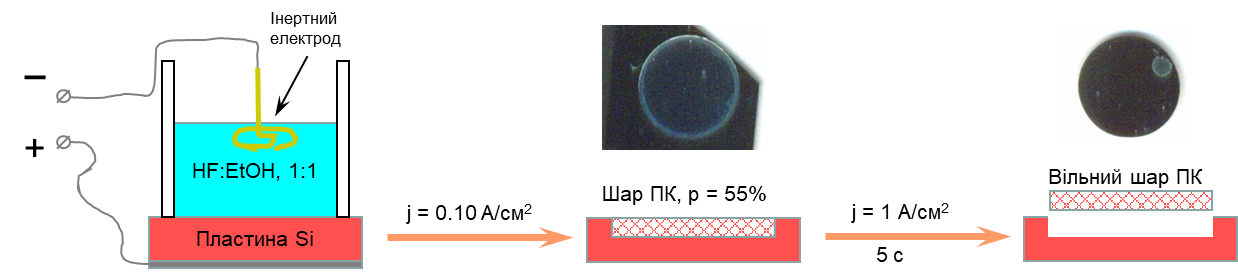 Інертний
електрод
–
+
HF:EtOH, 1:1
Пластина Si
j = 0.10 А/см²
Шар ПК, p = 55%
j = 1 А/см²
5 с
Вільний шар ПК